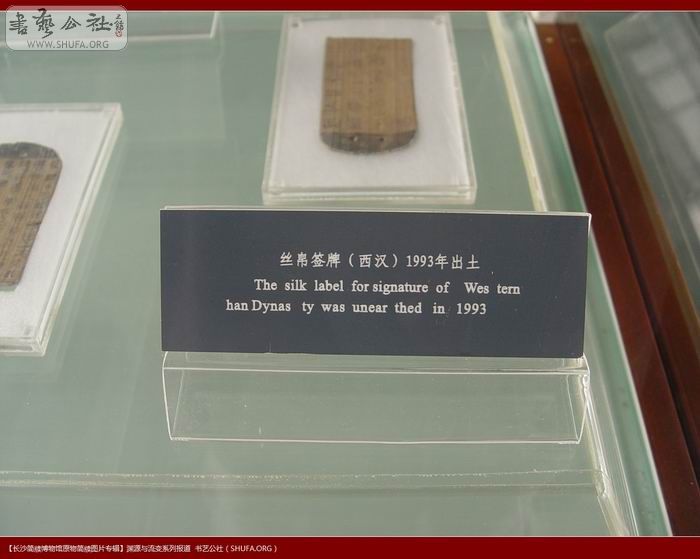 书艺公社
WWW.SHUFA.ORG
丝帛签牌（西汉）1993年出土
The silk label for signature of Wes tern
han Dynas ty was unear thed in 1993
【长沙简牍博物馆原物简牍图片专辑】渊源与流变系列报道 书艺公社（SHUFA.ORG）